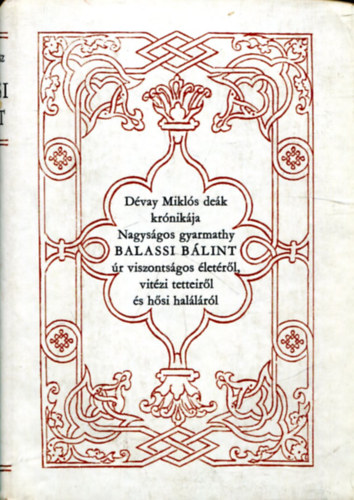 Dévay Miklós deák
krónikája
Nagyságos gyarmathy
BALASSI BÁLINT
úr viszontságos életéről,
vitézi tetteiről
és hősi haláláról